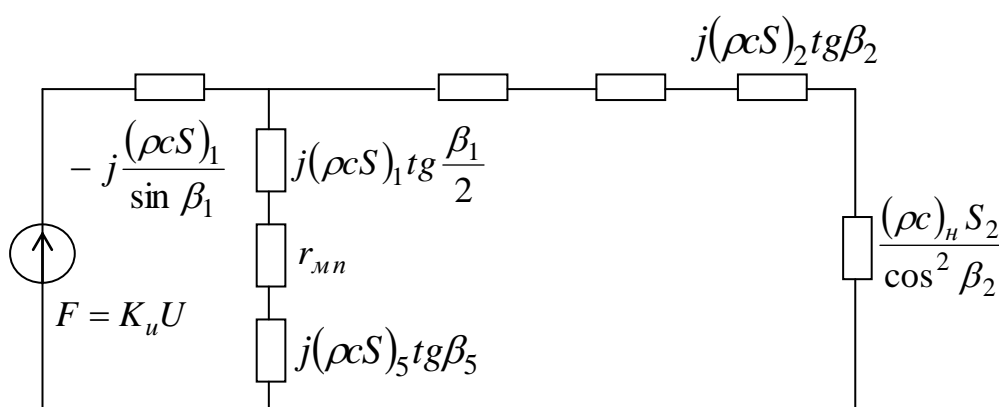 j(ρcS)₂tgβ₂
- j (ρcS)₁ / sin β₁
j(ρcS)₁tg β₁/2
r_мп
(ρc)_н S₂ / cos² β₂
F = K_u U
j(ρcS)₅tgβ₅